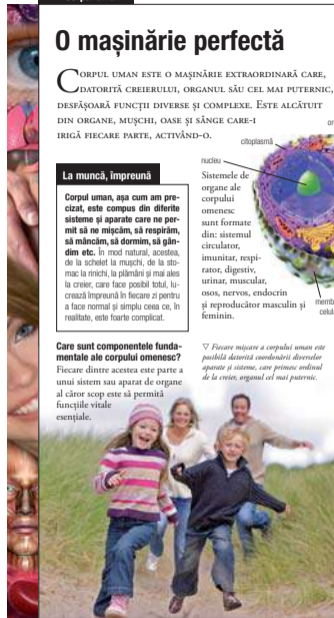 O mașinărie perfectă
CORPUL UMAN ESTE O MAȘINĂRIE EXTRAORDINARĂ CARE,
DATORITĂ CREIERULUI, ORGANUL SĂU CEL MAI PUTERNIC,
DESFĂȘOARĂ FUNCȚII DIVERSE ȘI COMPLEXE. ESTE ALCĂTUIT
DIN ORGANE, MUȘCHI, OASE ȘI SÂNGE CARE-I
IRIGĂ FIECARE PARTE, ACTIVÂND-O.
La muncă, împreună
Corpul uman, așa cum am pre-
cizat, este compus din diferite
sisteme și aparate care ne per-
mit să ne mișcăm, să respirăm,
să mâncăm, să dormim, să gân-
dim etc. În mod natural, acestea,
de la schelet la mușchi, de la sto-
mac la rinichi, la plămâni și mai ales
la creier, care face posibil totul, lu-
crează împreună în fiecare zi pentru
a face normal și simplu ceea ce, în
realitate, este foarte complicat.
Care sunt componentele funda-
mentale ale corpului omenesc?
Fiecare dintre acestea este parte a
unui sistem sau aparat de organe
al căror scop este să permită
funcțiile vitale
esențiale.
citoplasmă
nucleu
Sistemele de
organe ale
corpului
omenesc
sunt formate
din: sistemul
circulator,
imunitar, respi-
rator, digestiv,
urinar, muscular,
osos, nervos, endocrin
și reproducător masculin și
feminin.
memb
celul
▽ Fiecare mișcare a corpului uman este
posibilă datorită coordonării diverselor
aparate și sisteme, care primesc ordinul
de la creier, organul cel mai puternic.